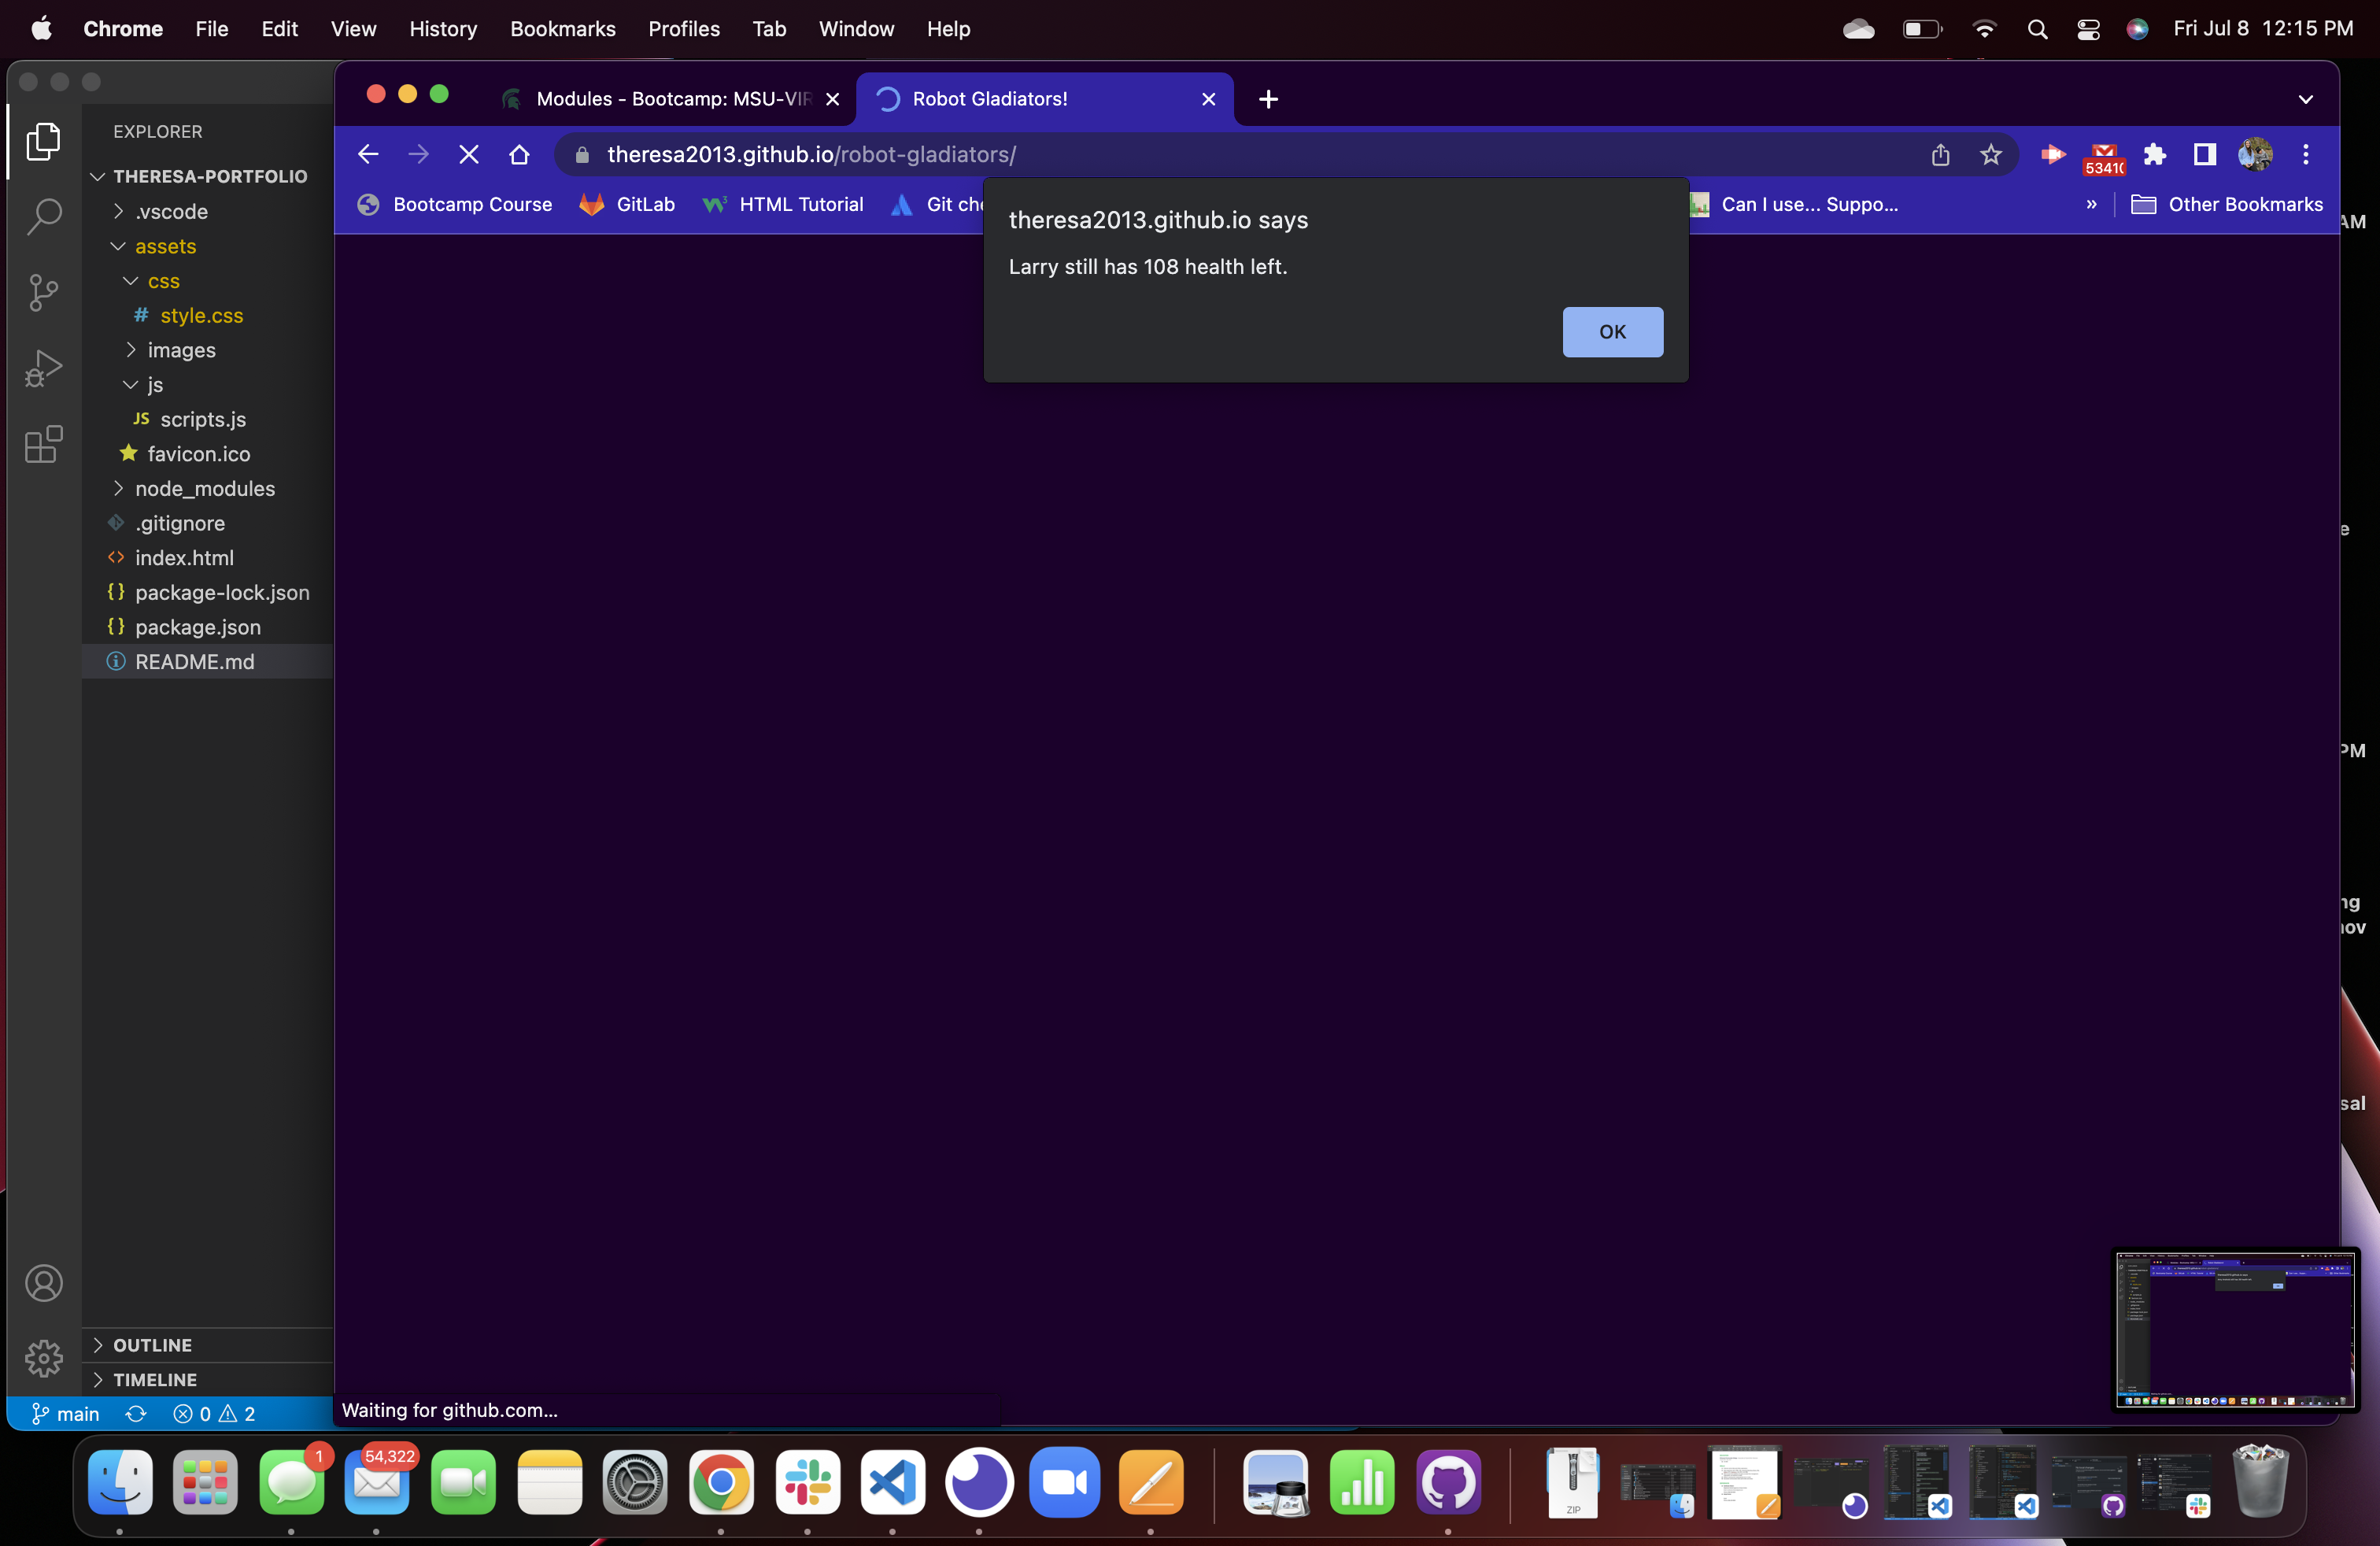 Chrome File Edit View History Bookmarks Profiles Tab Window Help Fri Jul 8 12:15 PM
Modules - Bootcamp: MSU-VIR
Robot Gladiators!
theresa2013.github.io/robot-gladiators/
53410
Bootcamp Course GitLab HTML Tutorial Git che Can I use... Suppo... » Other Bookmarks
theresa2013.github.io says
Larry still has 108 health left.
OK
EXPLORER
THERESA-PORTFOLIO
.vscode
assets
css
# style.css
images
js
JS scripts.js
favicon.ico
node_modules
.gitignore
<> index.html
{} package-lock.json
{} package.json
README.md
OUTLINE
TIMELINE
main 0 2
Waiting for github.com...
AM
e
PM
ng
nov
sal
1
54,322
ZIP